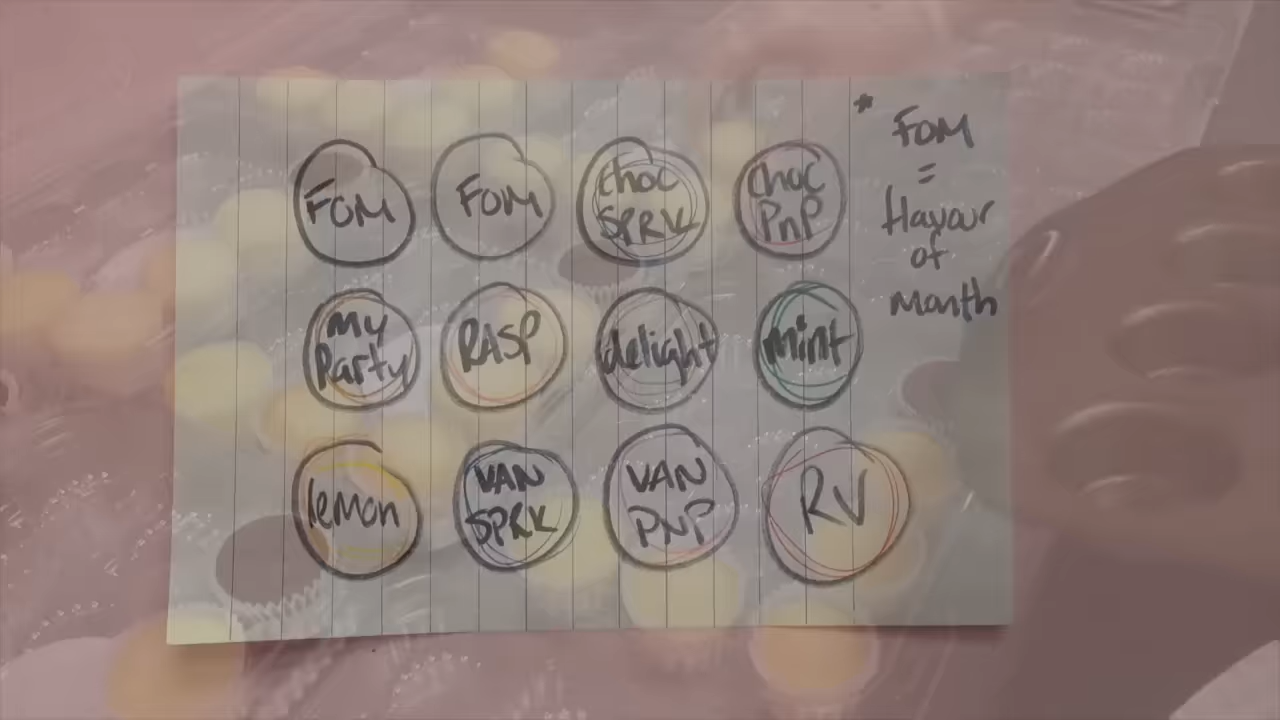 FOM
FOM
choc
SPRK
choc
PnP
* FOM
=
flavour
of
month
my
Party
RASP
delight
mint
lemon
VAN
SPRK
VAN
PNP
RV